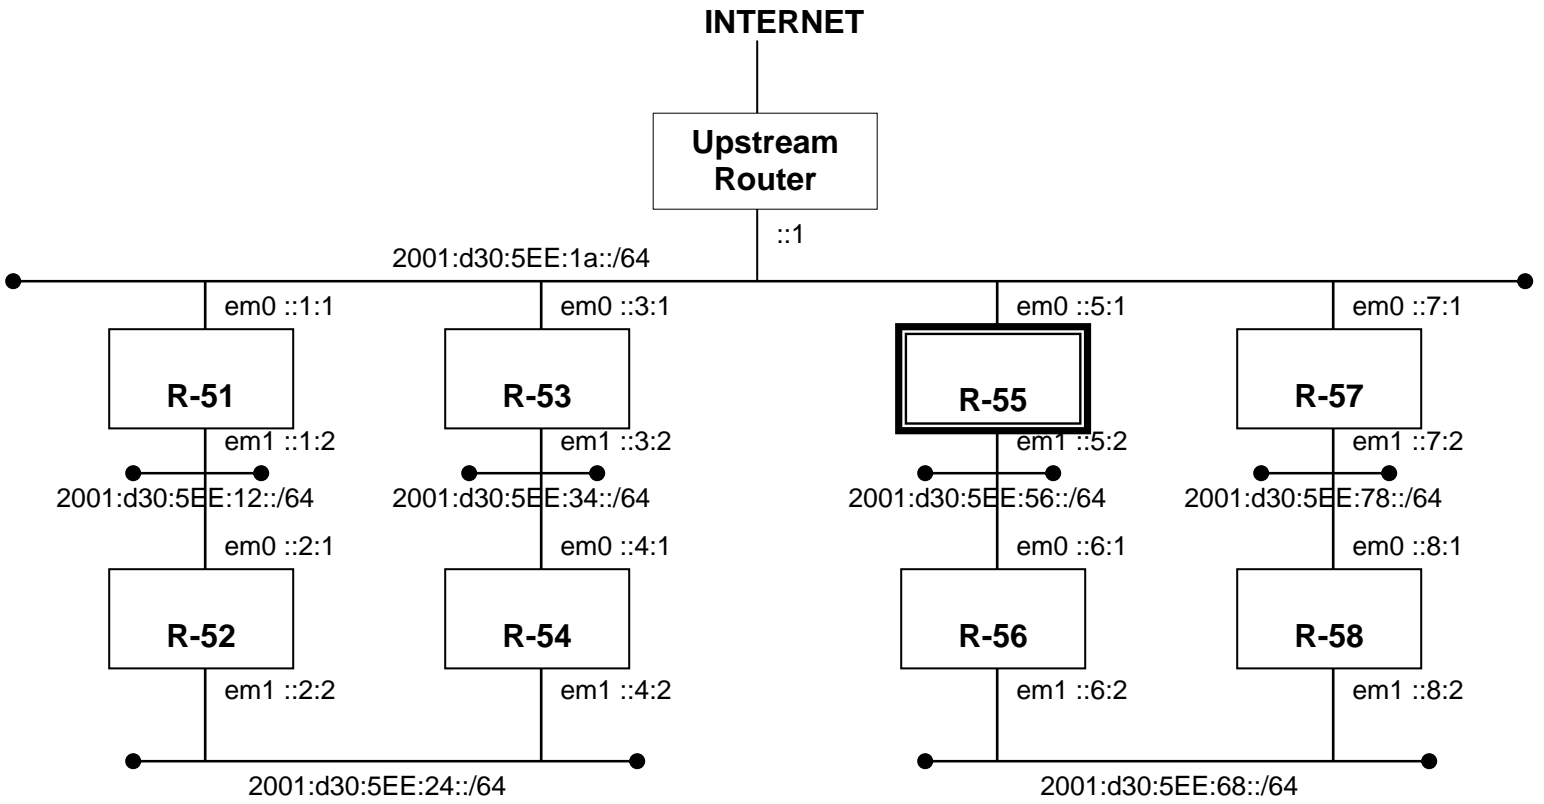 INTERNET
Upstream
Router
::1
2001:d30:5EE:1a::/64
em0 ::1:1
em0 ::3:1
em0 ::5:1
em0 ::7:1
R-51
R-53
R-55
R-57
em1 ::1:2
em1 ::3:2
em1 ::5:2
em1 ::7:2
2001:d30:5EE:12::/64
2001:d30:5EE:34::/64
2001:d30:5EE:56::/64
2001:d30:5EE:78::/64
em0 ::2:1
em0 ::4:1
em0 ::6:1
em0 ::8:1
R-52
R-54
R-56
R-58
em1 ::2:2
em1 ::4:2
em1 ::6:2
em1 ::8:2
2001:d30:5EE:24::/64
2001:d30:5EE:68::/64